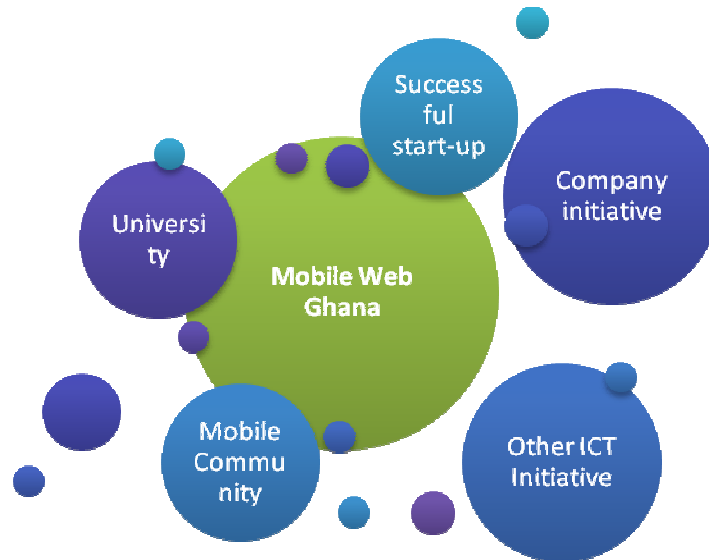 Success
ful
start-up
Company
initiative
Universi
ty
Mobile Web
Ghana
Mobile
Commu
nity
Other ICT
Initiative